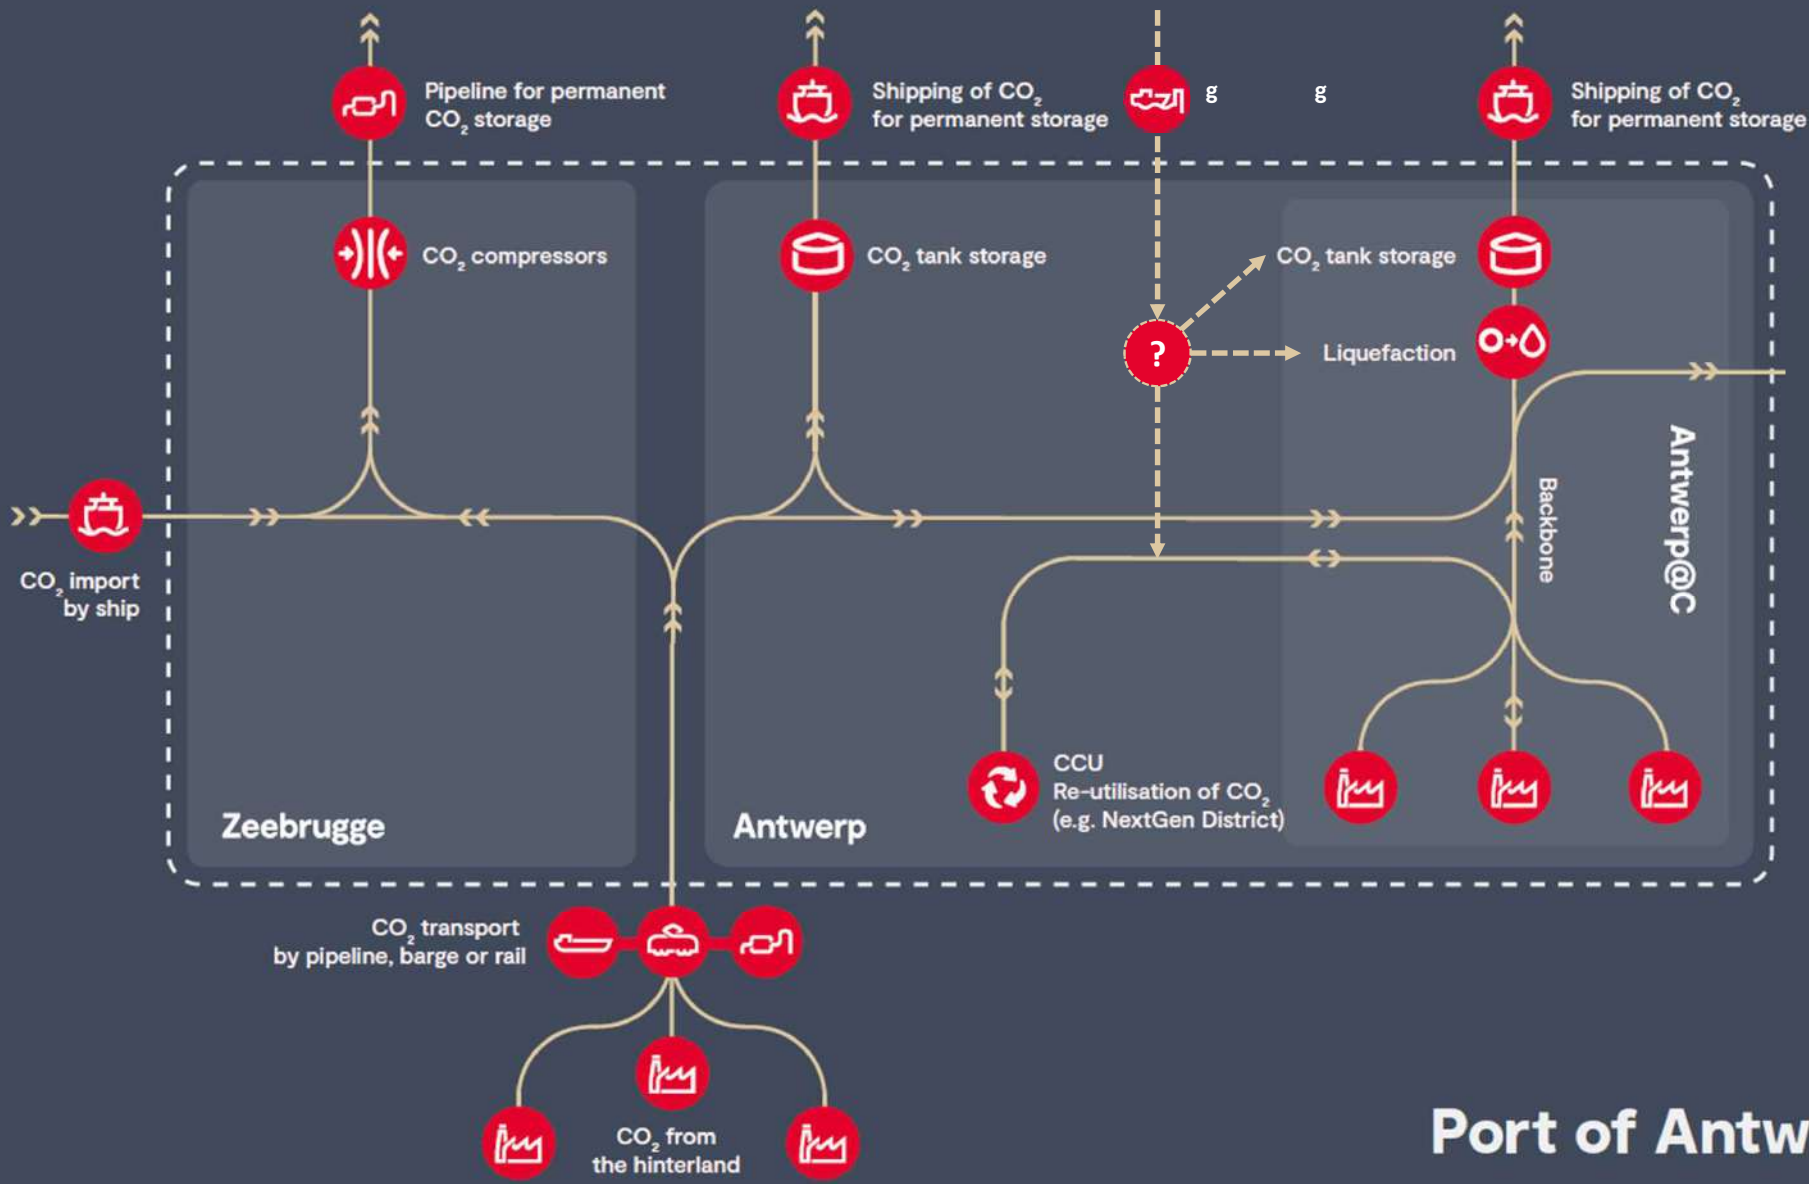 Pipeline for permanent
CO₂ storage
Shipping of CO₂
for permanent storage
g g
Shipping of CO₂
for permanent storage
CO₂ compressors
CO₂ tank storage
CO₂ tank storage
?
Liquefaction
Backbone
Antwerp@C
CO₂ import
by ship
CCU
Re-utilisation of CO₂
(e.g. NextGen District)
Zeebrugge
Antwerp
CO₂ transport
by pipeline, barge or rail
CO₂ from
the hinterland
Port of Antw